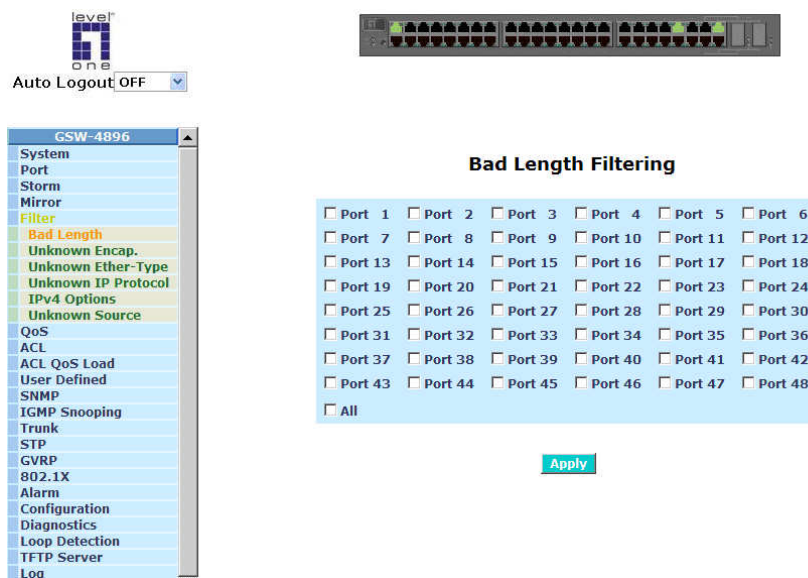 level
one
Auto Logout OFF
GSW-4896
System
Port
Storm
Mirror
Filter
Bad Length
Unknown Encap.
Unknown Ether-Type
Unknown IP Protocol
IPv4 Options
Unknown Source
QoS
ACL
ACL QoS Load
User Defined
SNMP
IGMP Snooping
Trunk
STP
GVRP
802.1X
Alarm
Configuration
Diagnostics
Loop Detection
TFTP Server
Log
Bad Length Filtering
Port 1 Port 2 Port 3 Port 4 Port 5 Port 6
Port 7 Port 8 Port 9 Port 10 Port 11 Port 12
Port 13 Port 14 Port 15 Port 16 Port 17 Port 18
Port 19 Port 20 Port 21 Port 22 Port 23 Port 24
Port 25 Port 26 Port 27 Port 28 Port 29 Port 30
Port 31 Port 32 Port 33 Port 34 Port 35 Port 36
Port 37 Port 38 Port 39 Port 40 Port 41 Port 42
Port 43 Port 44 Port 45 Port 46 Port 47 Port 48
All
Apply